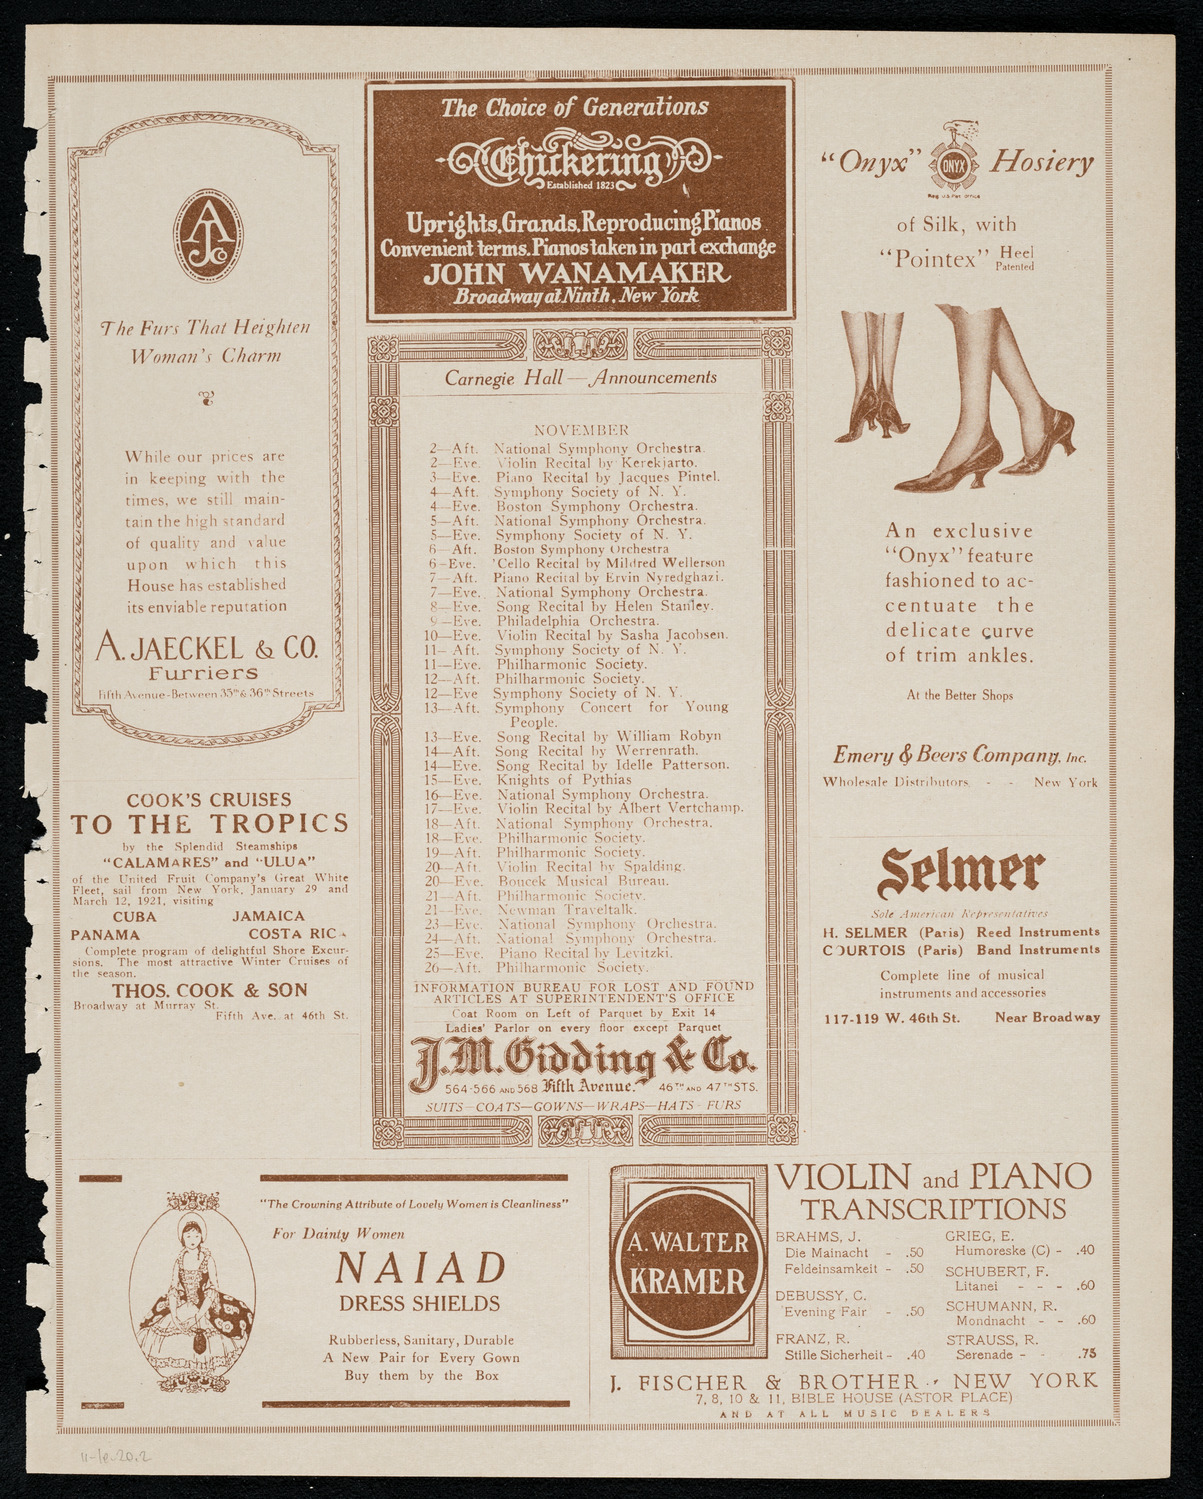 The Choice of Generations
Chickering
Established 1823
Uprights, Grands, Reproducing Pianos
Convenient terms. Pianos taken in part exchange
JOHN WANAMAKER
Broadway at Ninth, New York
AJCo
The Furs That Heighten
Woman's Charm
While our prices are
in keeping with the
times, we still main-
tain the high standard
of quality and value
upon which this
House has established
its enviable reputation
A. JAECKEL & CO.
Furriers
Fifth Avenue-Between 35th & 36th Streets
COOK'S CRUISES
TO THE TROPICS
by the Splendid Steamships
"CALAMARES" and "ULUA"
of the United Fruit Company's Great White
Fleet, sail from New York, January 29 and
March 12, 1921, visiting
CUBA JAMAICA
PANAMA COSTA RICA
Complete program of delightful Shore Excur-
sions. The most attractive Winter Cruises of
the season.
THOS. COOK & SON
Broadway at Murray St.
Fifth Ave. at 46th St.
Carnegie Hall — Announcements
NOVEMBER
2—Aft. National Symphony Orchestra.
2—Eve. Violin Recital by Kerekjarto.
3—Eve. Piano Recital by Jacques Pintel.
4—Aft. Symphony Society of N. Y.
4—Eve. Boston Symphony Orchestra.
5—Aft. National Symphony Orchestra.
5—Eve. Symphony Society of N. Y.
6—Aft. Boston Symphony Orchestra
6-Eve. 'Cello Recital by Mildred Wellerson
7—Aft. Piano Recital by Ervin Nyredghazi.
7—Eve. National Symphony Orchestra.
8—Eve. Song Recital by Helen Stanley.
9—Eve. Philadelphia Orchestra.
10—Eve. Violin Recital by Sasha Jacobsen.
11—Aft. Symphony Society of N. Y.
11—Eve. Philharmonic Society.
12—Aft. Philharmonic Society.
12—Eve Symphony Society of N. Y.
13—Aft. Symphony Concert for Young
People.
13—Eve. Song Recital by William Robyn
14—Aft. Song Recital by Werrenrath.
14—Eve. Song Recital by Idelle Patterson.
15—Eve. Knights of Pythias
16—Eve. National Symphony Orchestra.
17—Eve. Violin Recital by Albert Vertchamp.
18—Aft. National Symphony Orchestra.
18—Eve. Philharmonic Society.
19—Aft. Philharmonic Society.
20—Aft. Violin Recital by Spalding.
20—Eve. Boucek Musical Bureau.
21—Aft. Philharmonic Society.
21—Eve. Newman Traveltalk.
23—Eve. National Symphony Orchestra.
24—Aft. National Symphony Orchestra.
25—Eve. Piano Recital by Levitzki.
26—Aft. Philharmonic Society.
INFORMATION BUREAU FOR LOST AND FOUND
ARTICLES AT SUPERINTENDENT'S OFFICE
Coat Room on Left of Parquet by Exit 14
Ladies' Parlor on every floor except Parquet
J.M. Gidding & Co.
564-566 AND 568 Fifth Avenue. 46TH AND 47TH STS.
SUITS—COATS—GOWNS—WRAPS—HATS - FURS
"Onyx" ONYX Hosiery
Reg. U.S. Pat. Office
of Silk, with
"Pointex" Heel
Patented
An exclusive
"Onyx" feature
fashioned to ac-
centuate the
delicate curve
of trim ankles.
At the Better Shops
Emery & Beers Company, Inc.
Wholesale Distributors - - New York
Selmer
Sole American Representatives
H. SELMER (Paris) Reed Instruments
COURTOIS (Paris) Band Instruments
Complete line of musical
instruments and accessories
117-119 W. 46th St. Near Broadway
"The Crowning Attribute of Lovely Women is Cleanliness"
For Dainty Women
NAIAD
DRESS SHIELDS
Rubberless, Sanitary, Durable
A New Pair for Every Gown
Buy them by the Box
A. WALTER
KRAMER
VIOLIN and PIANO
TRANSCRIPTIONS
BRAHMS, J.
Die Mainacht - .50
Feldeinsamkeit - .50
DEBUSSY, C.
Evening Fair - .50
FRANZ, R.
Stille Sicherheit - .40
GRIEG, E.
Humoreske (C) - .40
SCHUBERT, F.
Litanei - - - .60
SCHUMANN, R.
Mondnacht - - .60
STRAUSS, R.
Serenade - - .75
J. FISCHER & BROTHER NEW YORK
7, 8, 10 & 11, BIBLE HOUSE (ASTOR PLACE)
AND AT ALL MUSIC DEALERS